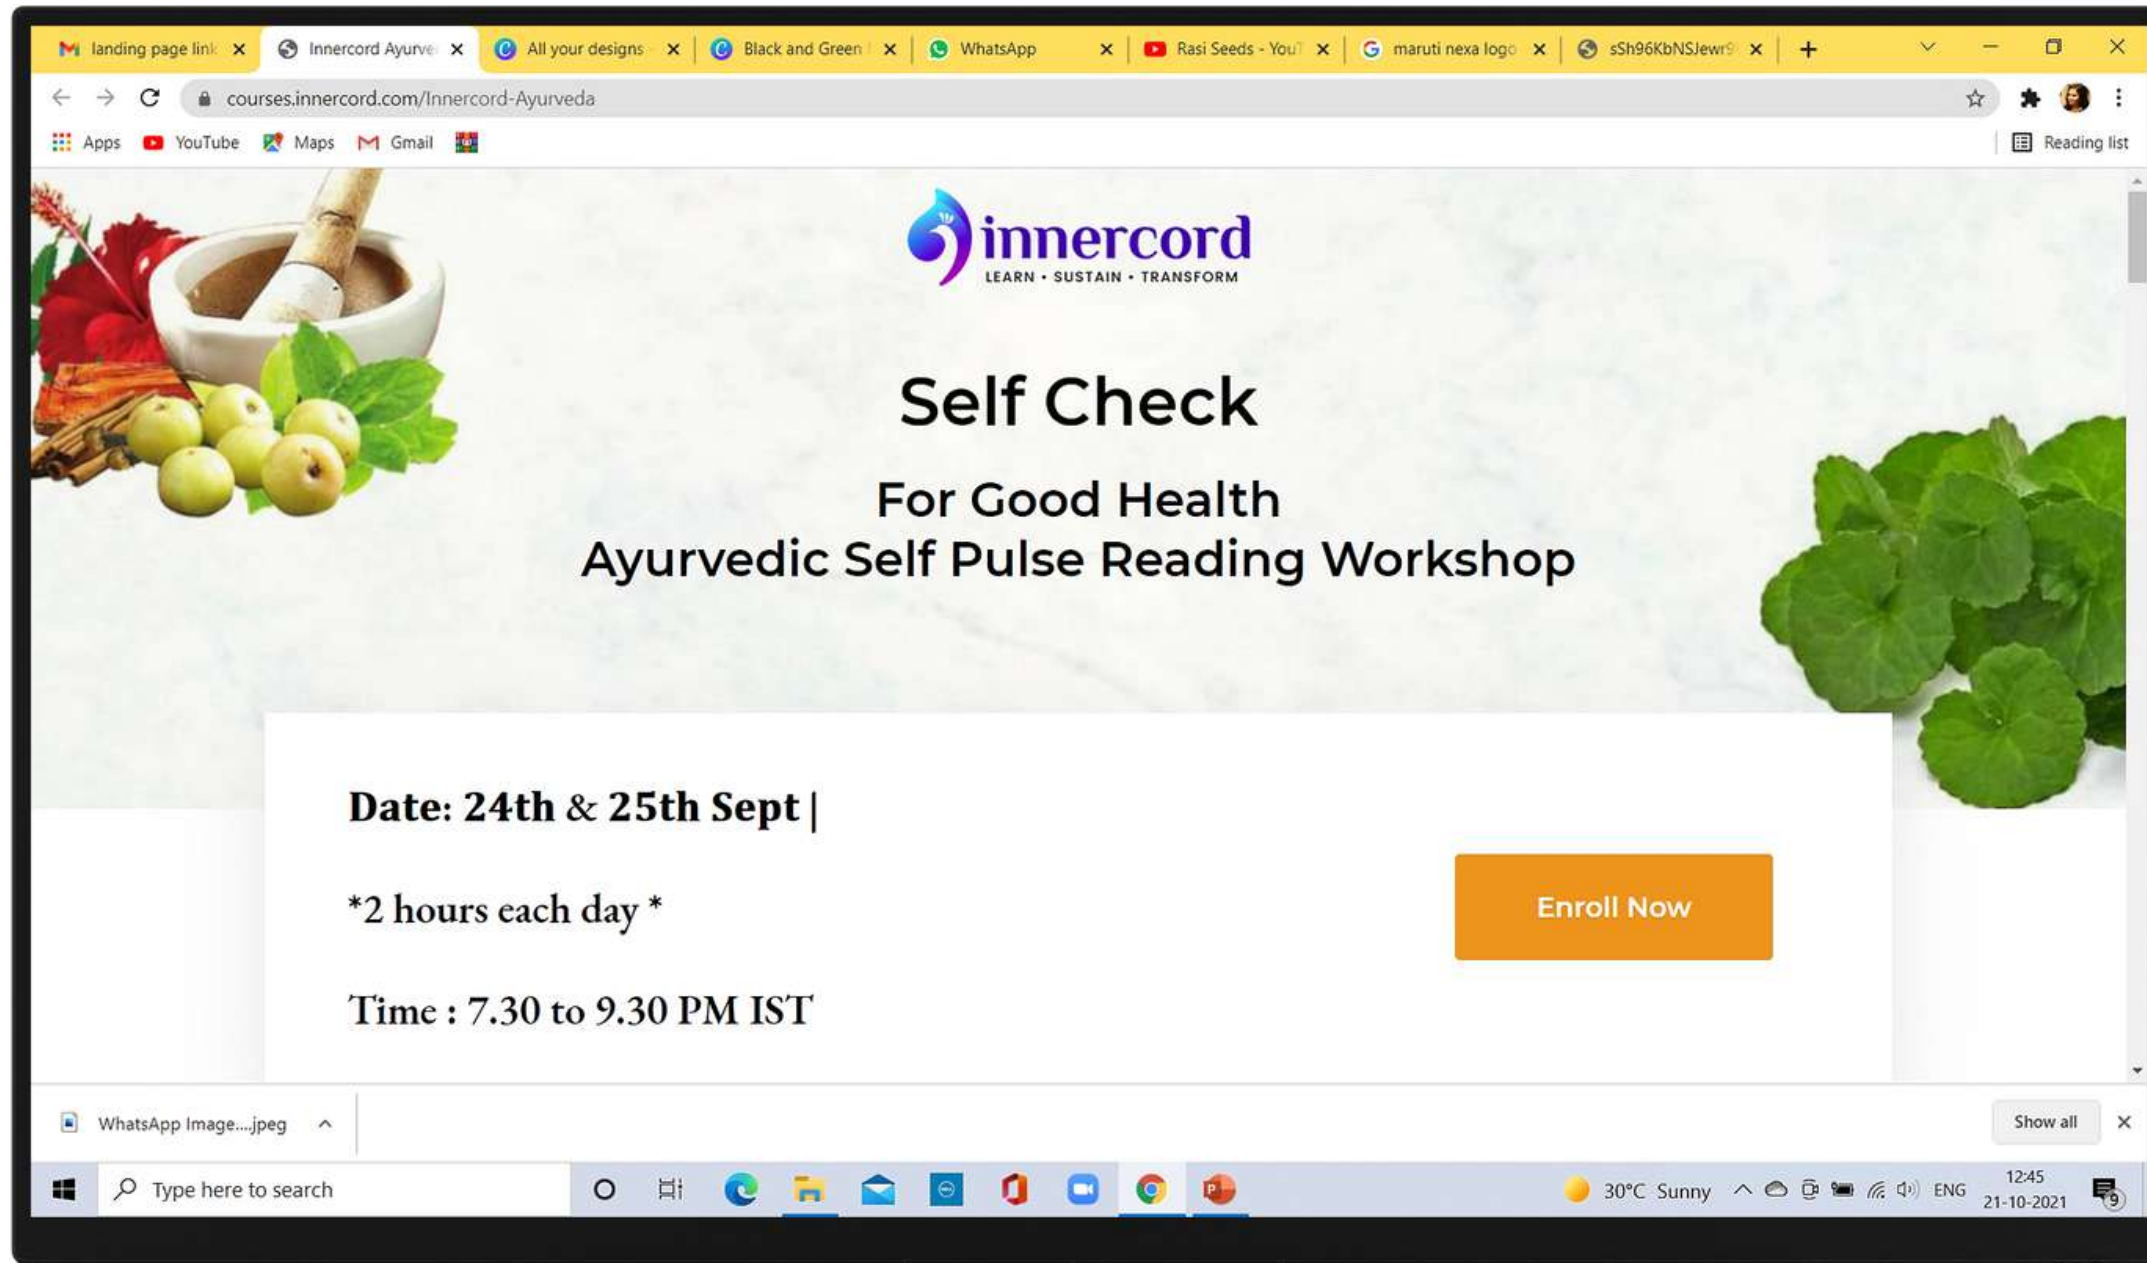 landing page link
Innercord Ayurve
All your designs -
Black and Green
WhatsApp
Rasi Seeds - YouT
maruti nexa logo
sSh96KbNSJewr9
courses.innercord.com/Innercord-Ayurveda
Apps YouTube Maps Gmail
Reading list
innercord
LEARN • SUSTAIN • TRANSFORM
Self Check
For Good Health
Ayurvedic Self Pulse Reading Workshop
Date: 24th & 25th Sept |
*2 hours each day *
Enroll Now
Time : 7.30 to 9.30 PM IST
WhatsApp Image....jpeg
Show all
Type here to search
30°C Sunny
ENG
12:45
21-10-2021
9